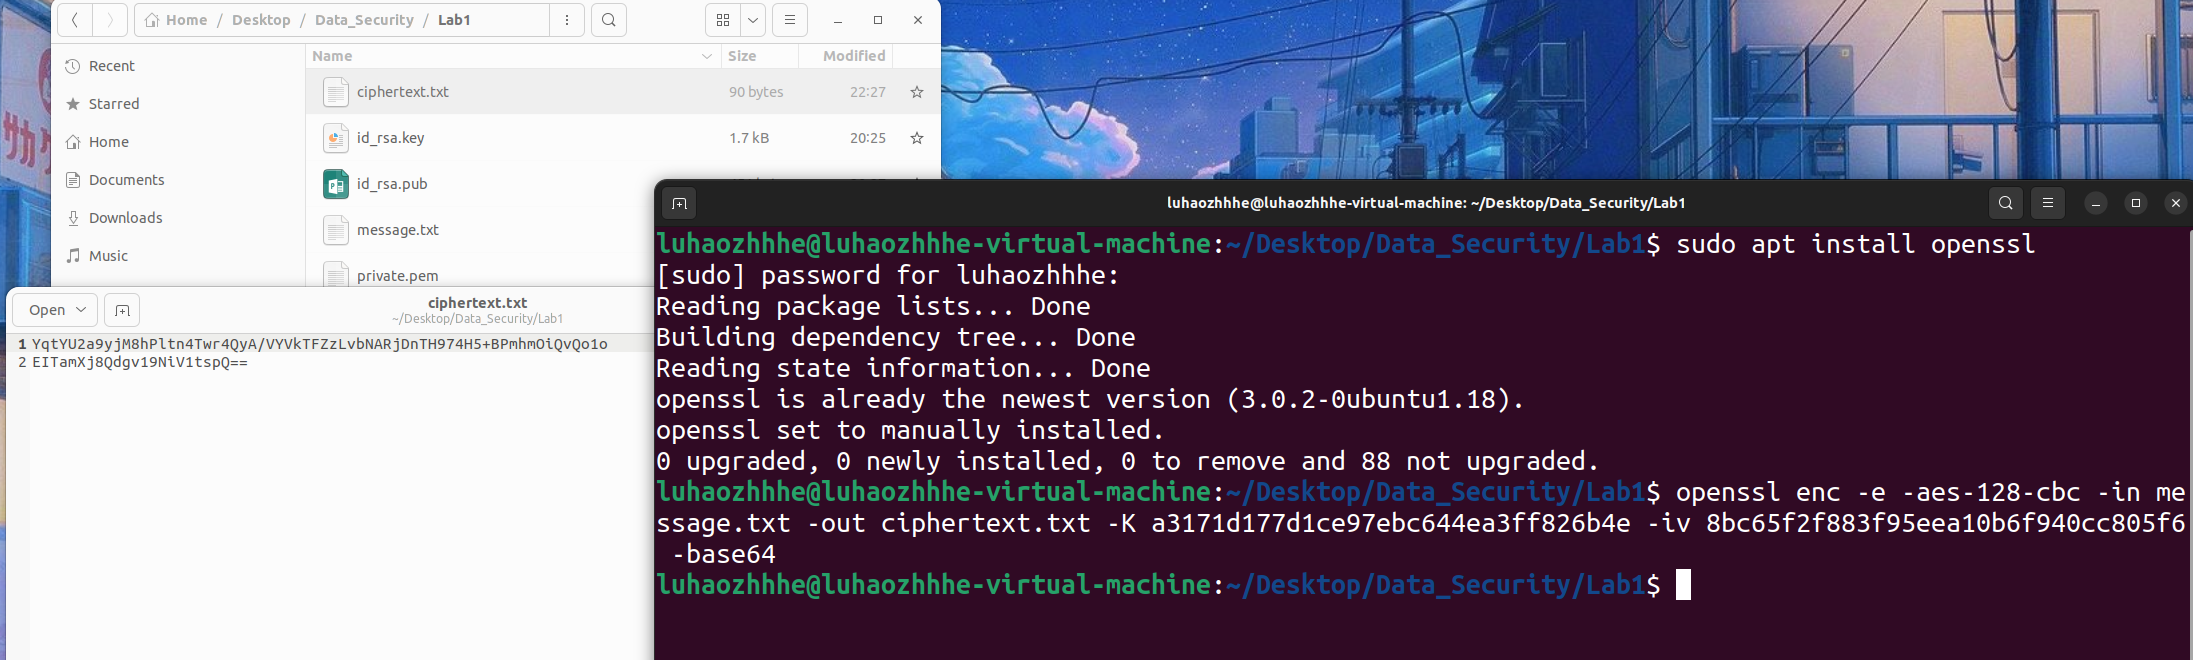 Home / Desktop / Data_Security / Lab1
Name Size Modified
Recent
Starred
Home
Documents
Downloads
Music
ciphertext.txt 90 bytes 22:27
id_rsa.key 1.7 kB 20:25
id_rsa.pub
message.txt
private.pem
Open
ciphertext.txt
~/Desktop/Data_Security/Lab1
1 YqtYU2a9yjM8hPltn4Twr4QyA/VYVkTFZzLvbNARjDnTH974H5+BPmhmOiQvQo1o
2 EITamXj8Qdgv19NiV1tspQ==
luhaozhhhe@luhaozhhhe-virtual-machine: ~/Desktop/Data_Security/Lab1
luhaozhhhe@luhaozhhhe-virtual-machine:~/Desktop/Data_Security/Lab1$ sudo apt install openssl
[sudo] password for luhaozhhhe:
Reading package lists... Done
Building dependency tree... Done
Reading state information... Done
openssl is already the newest version (3.0.2-0ubuntu1.18).
openssl set to manually installed.
0 upgraded, 0 newly installed, 0 to remove and 88 not upgraded.
luhaozhhhe@luhaozhhhe-virtual-machine:~/Desktop/Data_Security/Lab1$ openssl enc -e -aes-128-cbc -in me
ssage.txt -out ciphertext.txt -K a3171d177d1ce97ebc644ea3ff826b4e -iv 8bc65f2f883f95eea10b6f940cc805f6
-base64
luhaozhhhe@luhaozhhhe-virtual-machine:~/Desktop/Data_Security/Lab1$
サカ